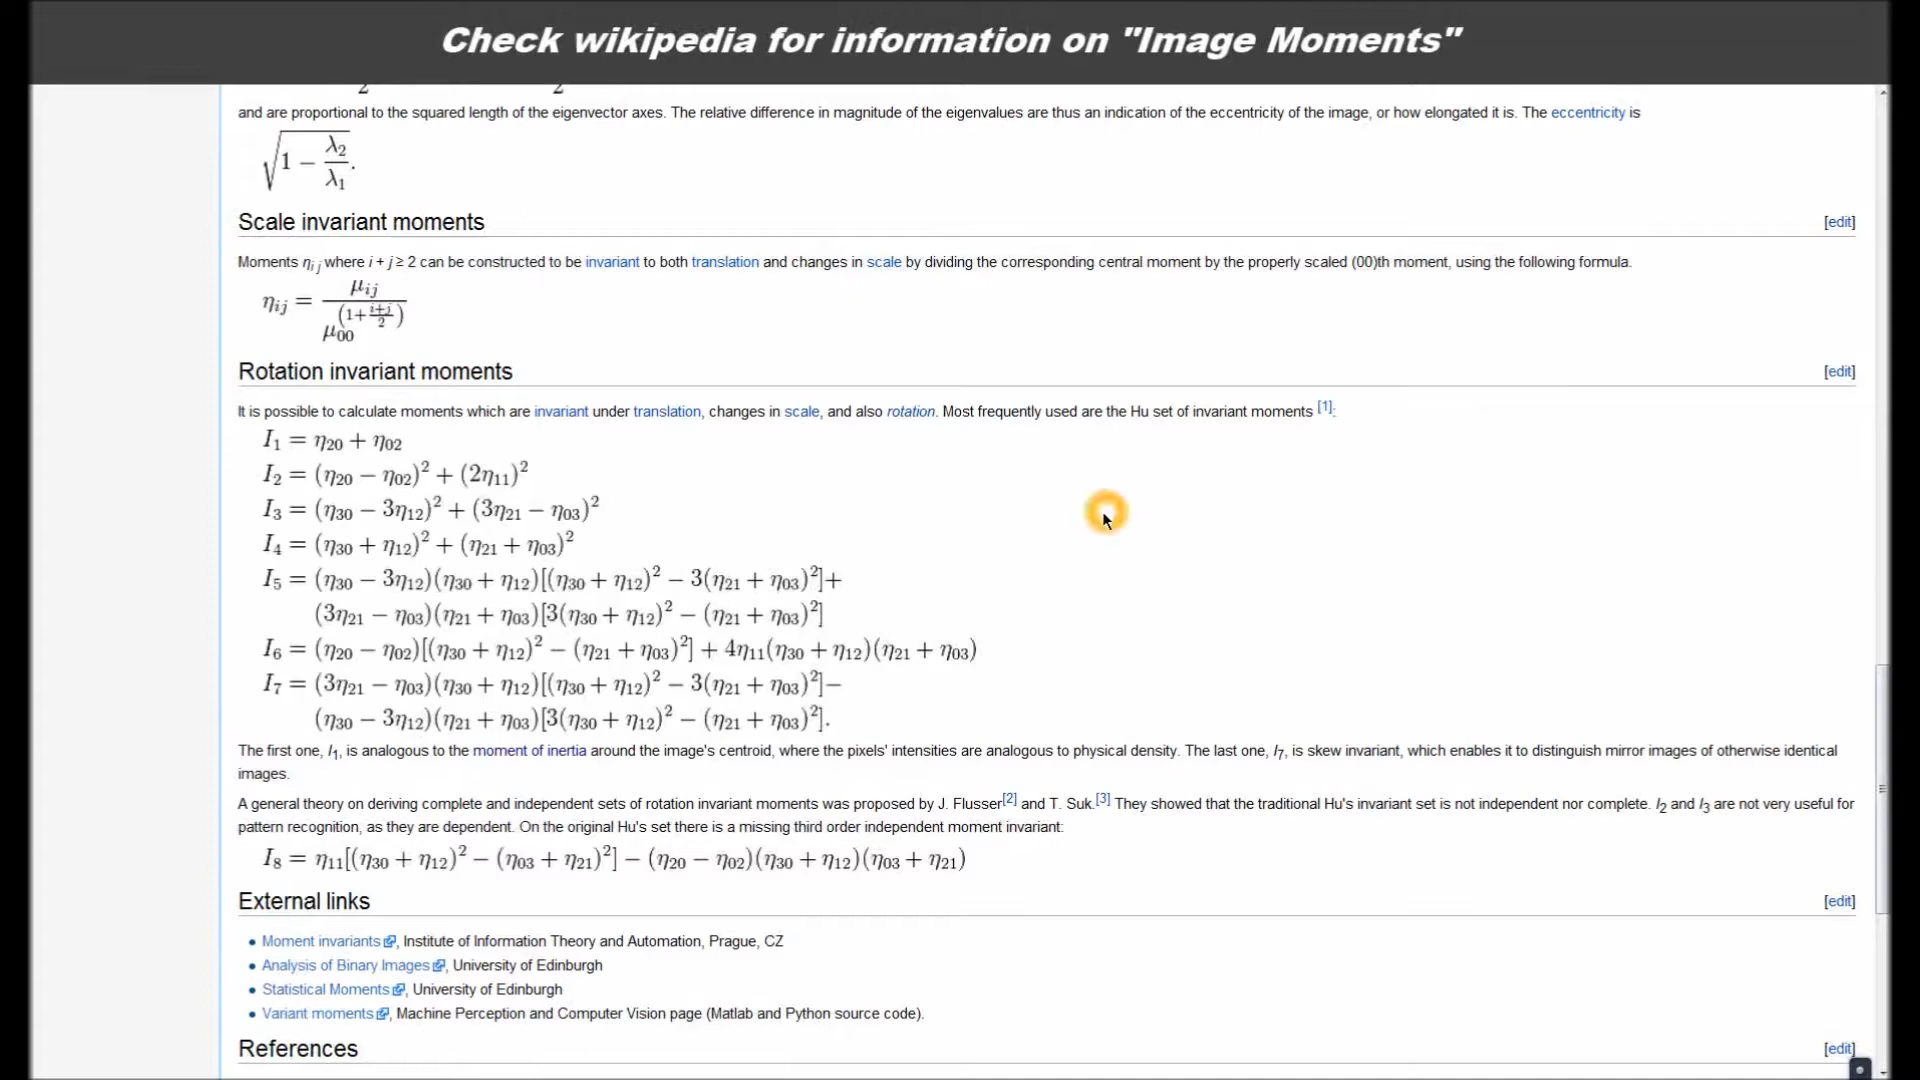 Check wikipedia for information on "Image Moments"
2 2
and are proportional to the squared length of the eigenvector axes. The relative difference in magnitude of the eigenvalues are thus an indication of the eccentricity of the image, or how elongated it is. The eccentricity is
√(1 − λ₂/λ₁).
Scale invariant moments [edit]
Moments ηᵢ ⱼ where i + j ≥ 2 can be constructed to be invariant to both translation and changes in scale by dividing the corresponding central moment by the properly scaled (00)th moment, using the following formula.
η_ij = μ_ij / μ_00^(1+(i+j)/2)
Rotation invariant moments [edit]
It is possible to calculate moments which are invariant under translation, changes in scale, and also rotation. Most frequently used are the Hu set of invariant moments [1]:
I₁ = η₂₀ + η₀₂
I₂ = (η₂₀ − η₀₂)² + (2η₁₁)²
I₃ = (η₃₀ − 3η₁₂)² + (3η₂₁ − η₀₃)²
I₄ = (η₃₀ + η₁₂)² + (η₂₁ + η₀₃)²
I₅ = (η₃₀ − 3η₁₂)(η₃₀ + η₁₂)[(η₃₀ + η₁₂)² − 3(η₂₁ + η₀₃)²]+
(3η₂₁ − η₀₃)(η₂₁ + η₀₃)[3(η₃₀ + η₁₂)² − (η₂₁ + η₀₃)²]
I₆ = (η₂₀ − η₀₂)[(η₃₀ + η₁₂)² − (η₂₁ + η₀₃)²] + 4η₁₁(η₃₀ + η₁₂)(η₂₁ + η₀₃)
I₇ = (3η₂₁ − η₀₃)(η₃₀ + η₁₂)[(η₃₀ + η₁₂)² − 3(η₂₁ + η₀₃)²]−
(η₃₀ − 3η₁₂)(η₂₁ + η₀₃)[3(η₃₀ + η₁₂)² − (η₂₁ + η₀₃)²].
The first one, I₁, is analogous to the moment of inertia around the image's centroid, where the pixels' intensities are analogous to physical density. The last one, I₇, is skew invariant, which enables it to distinguish mirror images of otherwise identical
images.
A general theory on deriving complete and independent sets of rotation invariant moments was proposed by J. Flusser[2] and T. Suk.[3] They showed that the traditional Hu's invariant set is not independent nor complete. I₂ and I₃ are not very useful for
pattern recognition, as they are dependent. On the original Hu's set there is a missing third order independent moment invariant:
I₈ = η₁₁[(η₃₀ + η₁₂)² − (η₀₃ + η₂₁)²] − (η₂₀ − η₀₂)(η₃₀ + η₁₂)(η₀₃ + η₂₁)
External links [edit]
Moment invariants, Institute of Information Theory and Automation, Prague, CZ
Analysis of Binary Images, University of Edinburgh
Statistical Moments, University of Edinburgh
Variant moments, Machine Perception and Computer Vision page (Matlab and Python source code).
References [edit]